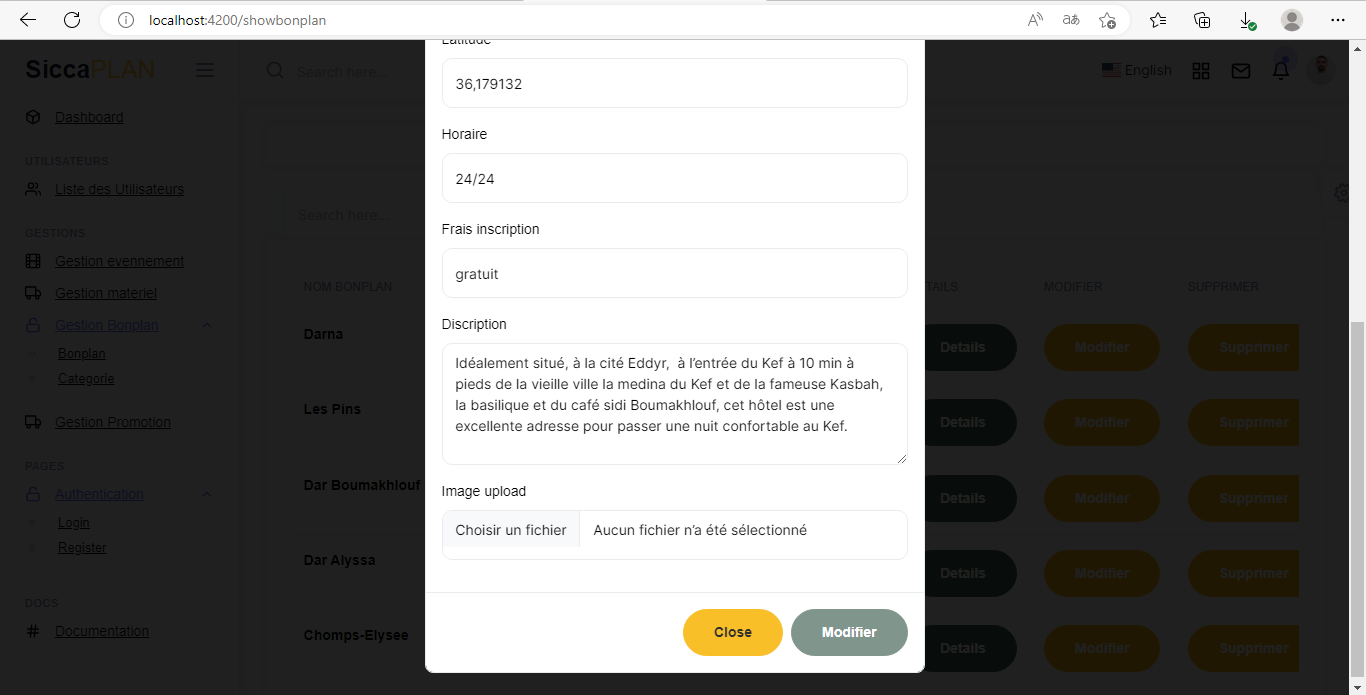 localhost:4200/showbonplan
SiccaPLAN
Search here...
English
Dashboard
UTILISATEURS
Liste des Utilisateurs
GESTIONS
Gestion evennement
Gestion materiel
Gestion Bonplan
Bonplan
Categorie
Gestion Promotion
PAGES
Authentication
Login
Register
DOCS
Documentation
Search here...
NOM BONPLAN
TAILS
MODIFIER
SUPPRIMER
Darna
Details
Modifier
Supprimer
Les Pins
Details
Modifier
Supprimer
Dar Boumakhlouf
Details
Modifier
Supprimer
Dar Alyssa
Details
Modifier
Supprimer
Chomps-Elysee
Details
Modifier
Supprimer
Latitude
36,179132
Horaire
24/24
Frais inscription
gratuit
Discription
Idéalement situé, à la cité Eddyr,  à l’entrée du Kef à 10 min à
pieds de la vieille ville la medina du Kef et de la fameuse Kasbah,
la basilique et du café sidi Boumakhlouf, cet hôtel est une
excellente adresse pour passer une nuit confortable au Kef.
Image upload
Choisir un fichier
Aucun fichier n’a été sélectionné
Close
Modifier